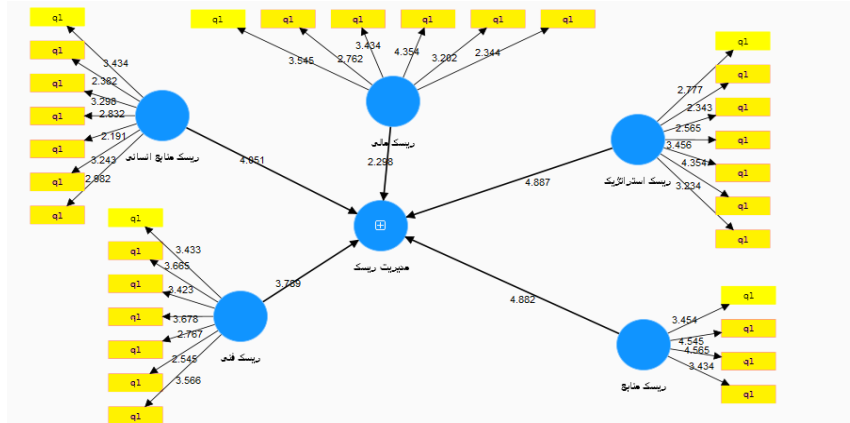 q1
q1
q1
q1
q1
q1
q1
3.434
2.382
3.298
2.832
2.191
3.243
2.982
ریسک منابع انسانی
4.051
q1
q1
q1
q1
q1
q1
3.545
2.762
3.434
4.354
3.202
2.344
ریسک مالی
2.298
q1
q1
q1
q1
q1
q1
q1
2.777
2.343
2.565
3.456
4.354
3.234
ریسک استراتژیک
4.887
مدیریت ریسک
q1
q1
q1
q1
q1
q1
q1
3.433
3.665
3.423
3.678
2.767
2.545
3.566
ریسک فنی
3.789
q1
q1
q1
q1
3.454
4.545
4.565
3.434
ریسک منابع
4.882